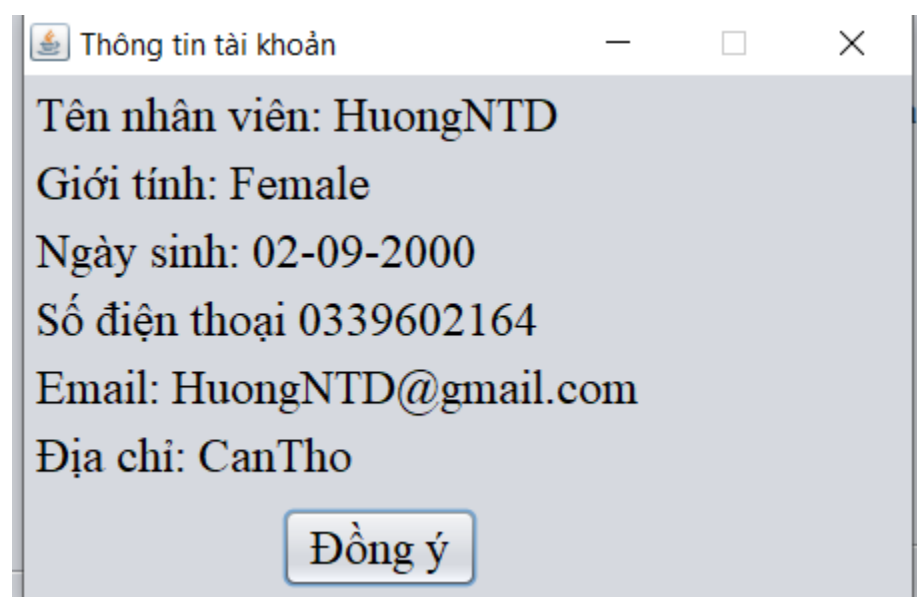 Thông tin tài khoản
Tên nhân viên: HuongNTD
Giới tính: Female
Ngày sinh: 02-09-2000
Số điện thoại 0339602164
Email: HuongNTD@gmail.com
Địa chỉ: CanTho
Đồng ý